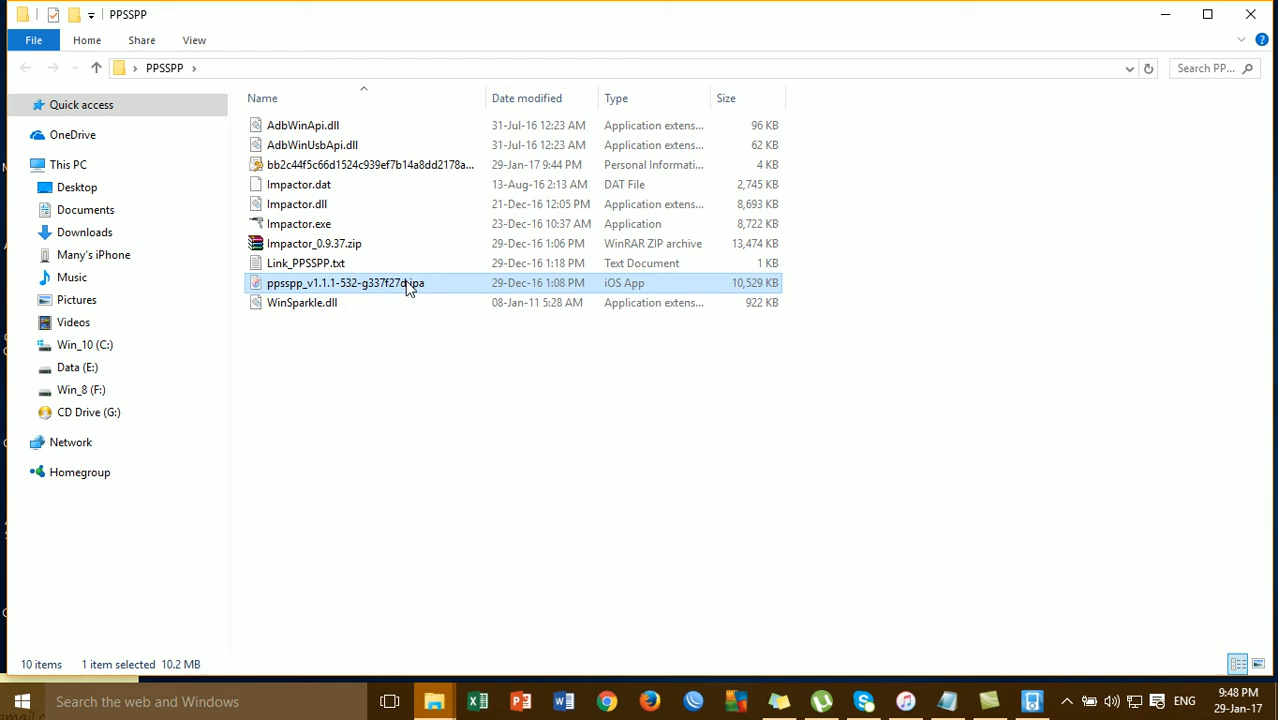 PPSSPP
File Home Share View
PPSSPP Search PP...
Name Date modified Type Size
Quick access
OneDrive
This PC
Desktop
Documents
Downloads
Many's iPhone
Music
Pictures
Videos
Win_10 (C:)
Data (E:)
Win_8 (F:)
CD Drive (G:)
Network
Homegroup
AdbWinApi.dll 31-Jul-16 12:23 AM Application extens... 96 KB
AdbWinUsbApi.dll 31-Jul-16 12:23 AM Application extens... 62 KB
bb2c44f5c66d1524c939ef7b14a8dd2178a... 29-Jan-17 9:44 PM Personal Informati... 4 KB
Impactor.dat 13-Aug-16 2:13 AM DAT File 2,745 KB
Impactor.dll 21-Dec-16 12:05 PM Application extens... 8,693 KB
Impactor.exe 23-Dec-16 10:37 AM Application 8,722 KB
Impactor_0.9.37.zip 29-Dec-16 1:06 PM WinRAR ZIP archive 13,474 KB
Link_PPSSPP.txt 29-Dec-16 1:18 PM Text Document 1 KB
ppsspp_v1.1.1-532-g337f27d.ipa 29-Dec-16 1:08 PM iOS App 10,529 KB
WinSparkle.dll 08-Jan-11 5:28 AM Application extens... 922 KB
10 items 1 item selected 10.2 MB
Search the web and Windows
ENG
9:48 PM
29-Jan-17